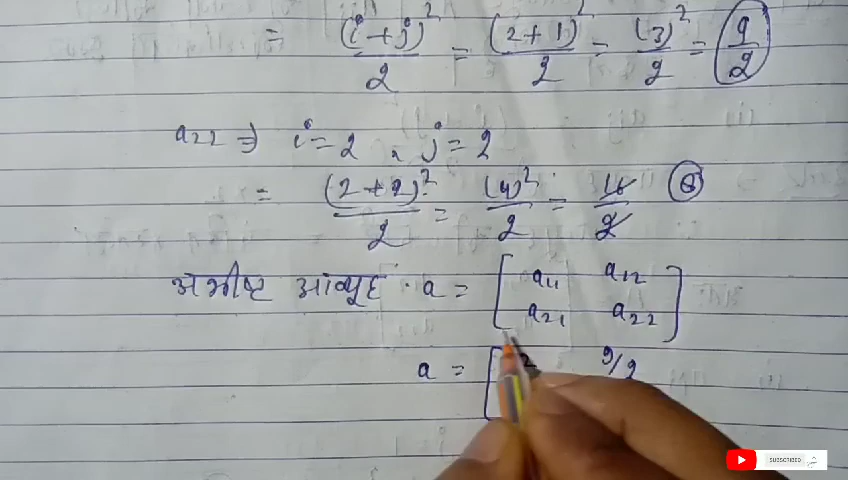 = (i+j)²/2 = (2+1)²/2 = (3)²/2 = 9/2
a22 ⇒ i=2, j=2
= (2+2)²/2 = (4)²/2 = 16/2 8
अभीष्ट आव्यूह a = [ a11 a12
a21 a22 ]
a = [ 2 9/2
SUBSCRIBED